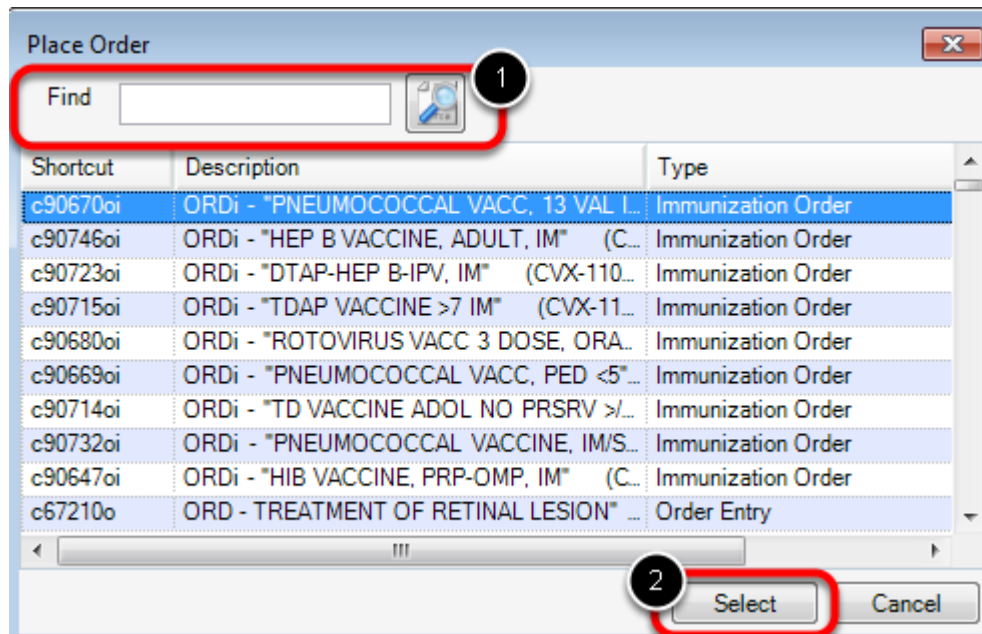 Place Order
1
Find
Shortcut Description Type
c90670oi ORDi - "PNEUMOCOCCAL VACC, 13 VAL I... Immunization Order
c90746oi ORDi - "HEP B VACCINE, ADULT, IM" (C... Immunization Order
c90723oi ORDi - "DTAP-HEP B-IPV, IM" (CVX-110... Immunization Order
c90715oi ORDi - "TDAP VACCINE >7 IM" (CVX-11... Immunization Order
c90680oi ORDi - "ROTOVIRUS VACC 3 DOSE, ORA... Immunization Order
c90669oi ORDi - "PNEUMOCOCCAL VACC, PED <5"... Immunization Order
c90714oi ORDi - "TD VACCINE ADOL NO PRSRV >/... Immunization Order
c90732oi ORDi - "PNEUMOCOCCAL VACCINE, IM/S... Immunization Order
c90647oi ORDi - "HIB VACCINE, PRP-OMP, IM" (C... Immunization Order
c67210o ORD - TREATMENT OF RETINAL LESION" ... Order Entry
2
Select Cancel